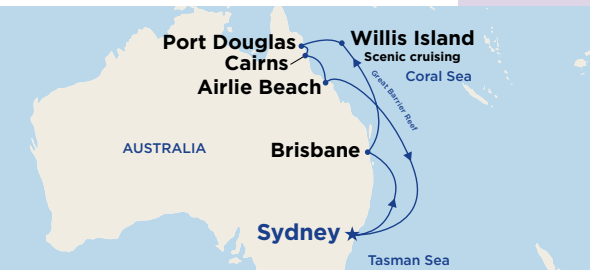 Port Douglas
Willis Island
Scenic cruising
Cairns
Coral Sea
Airlie Beach
Great Barrier Reef
AUSTRALIA
Brisbane
Sydney
Tasman Sea